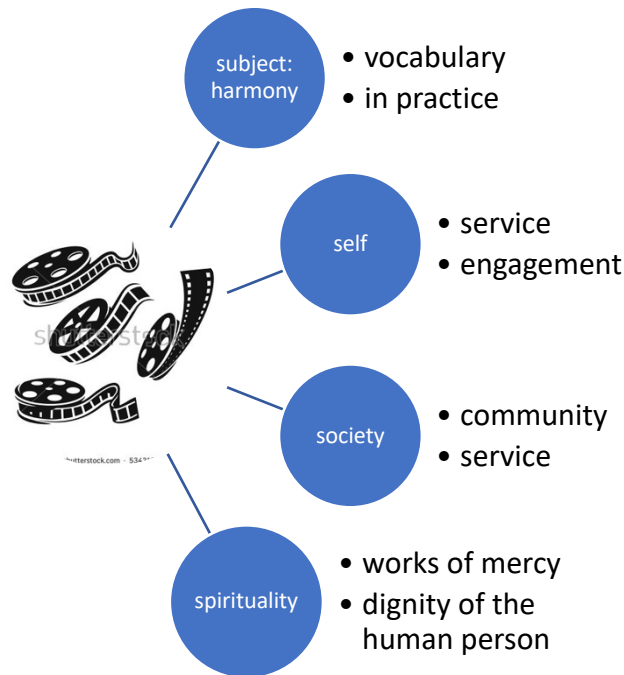 subject:
harmony
• vocabulary
• in practice
self
• service
• engagement
shutterstock
society
• community
• service
spirituality
• works of mercy
• dignity of the
human person